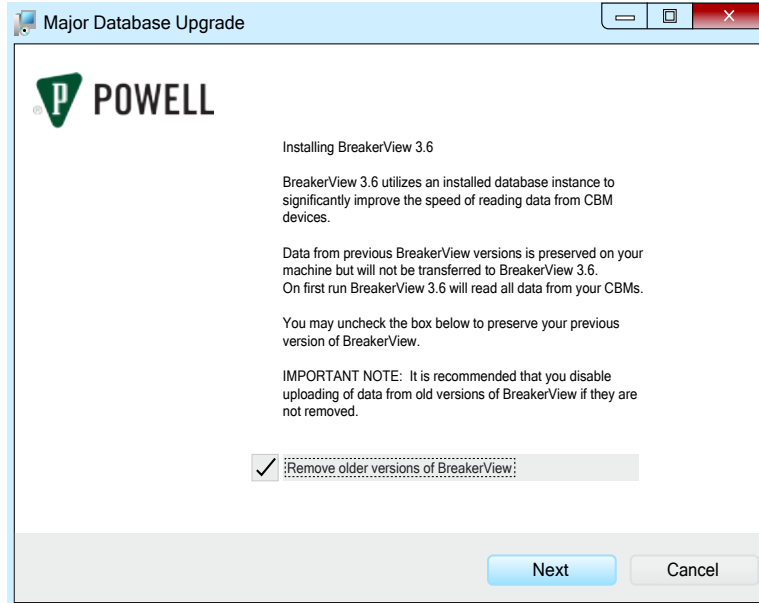 Major Database Upgrade
P POWELL
®
Installing BreakerView 3.6
BreakerView 3.6 utilizes an installed database instance to
significantly improve the speed of reading data from CBM
devices.
Data from previous BreakerView versions is preserved on your
machine but will not be transferred to BreakerView 3.6.
On first run BreakerView 3.6 will read all data from your CBMs.
You may uncheck the box below to preserve your previous
version of BreakerView.
IMPORTANT NOTE:  It is recommended that you disable
uploading of data from old versions of BreakerView if they are
not removed.
Remove older versions of BreakerView
Next
Cancel